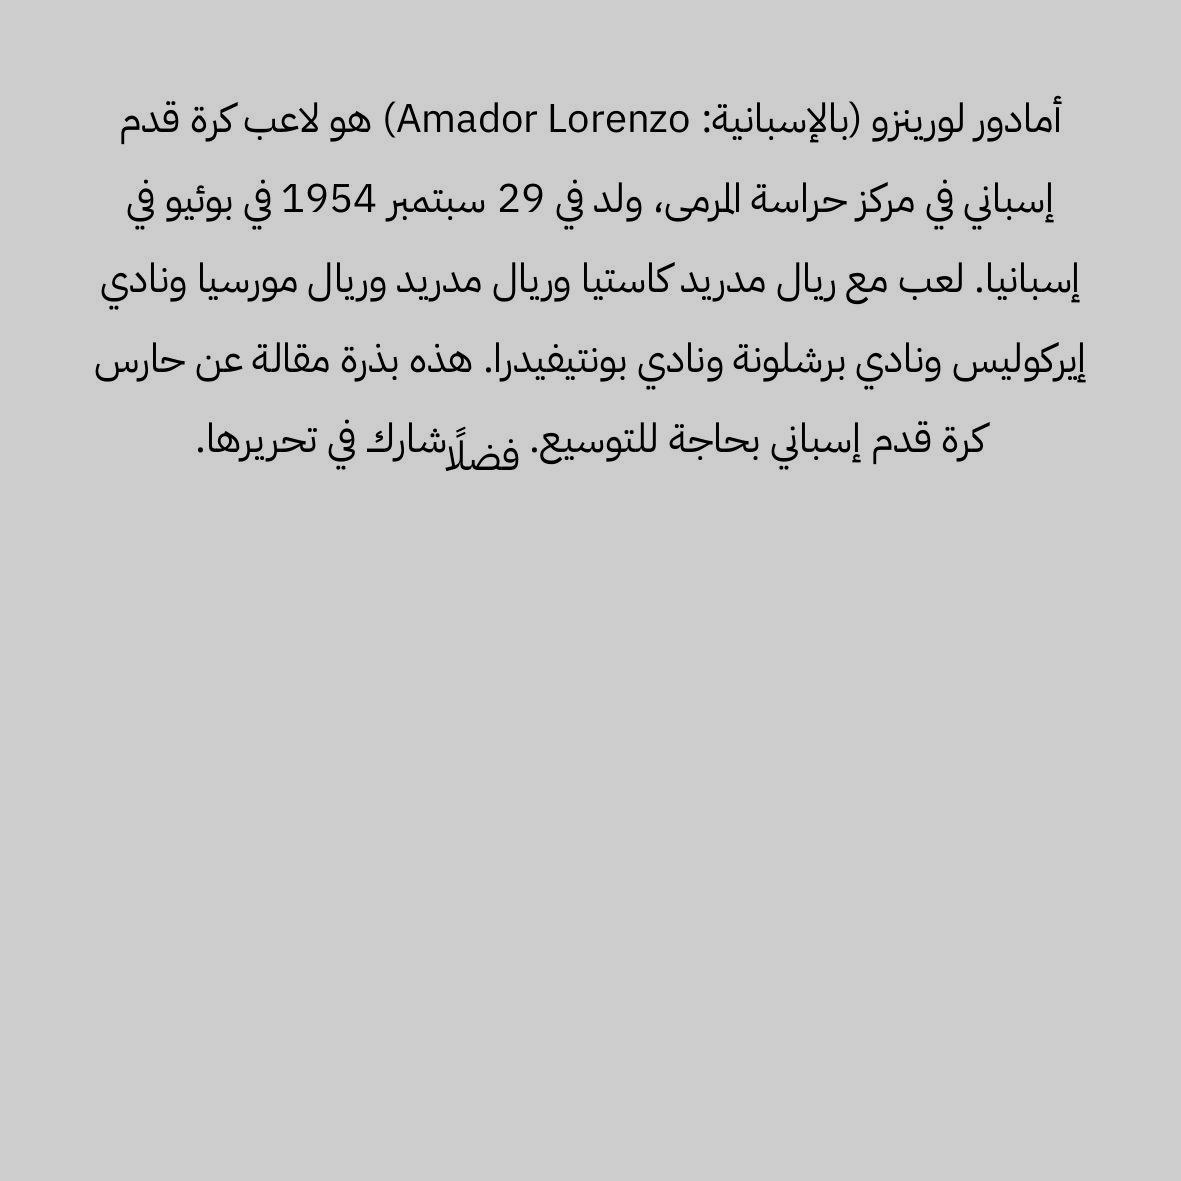 أمادور لورينزو (بالإسبانية: Amador Lorenzo) هو لاعب كرة قدم
إسباني في مركز حراسة المرمى، ولد في 29 سبتمبر 1954 في بوئيو في
إسبانيا. لعب مع ريال مدريد كاستيا وريال مدريد وريال مورسيا ونادي
إيركوليس ونادي برشلونة ونادي بونتيفيدرا. هذه بذرة مقالة عن حارس
كرة قدم إسباني بحاجة للتوسيع. فضلًا شارك في تحريرها.